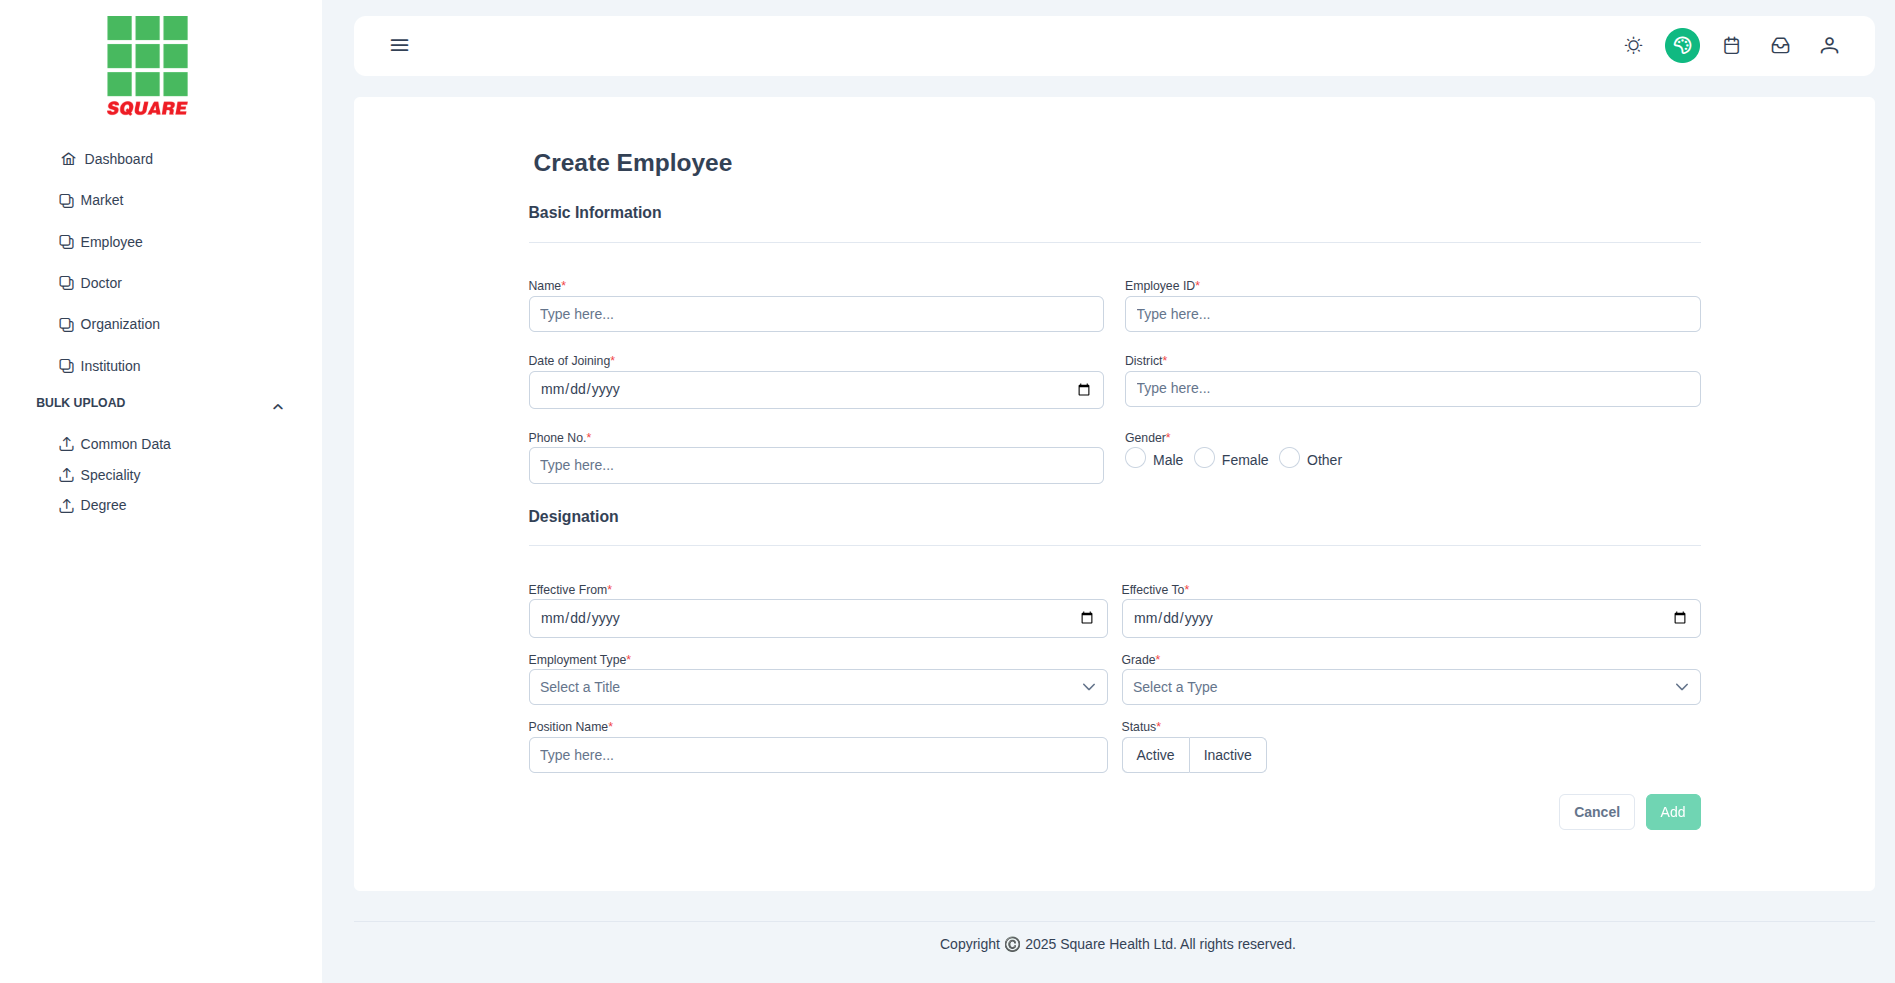 SQUARE
Dashboard
Market
Employee
Doctor
Organization
Institution
BULK UPLOAD
Common Data
Speciality
Degree
Create Employee
Basic Information
Name* Employee ID*
Type here... Type here...
Date of Joining* District*
mm/dd/yyyy Type here...
Phone No.* Gender*
Type here... Male Female Other
Designation
Effective From* Effective To*
mm/dd/yyyy mm/dd/yyyy
Employment Type* Grade*
Select a Title Select a Type
Position Name* Status*
Type here... Active Inactive
Cancel Add
Copyright © 2025 Square Health Ltd. All rights reserved.